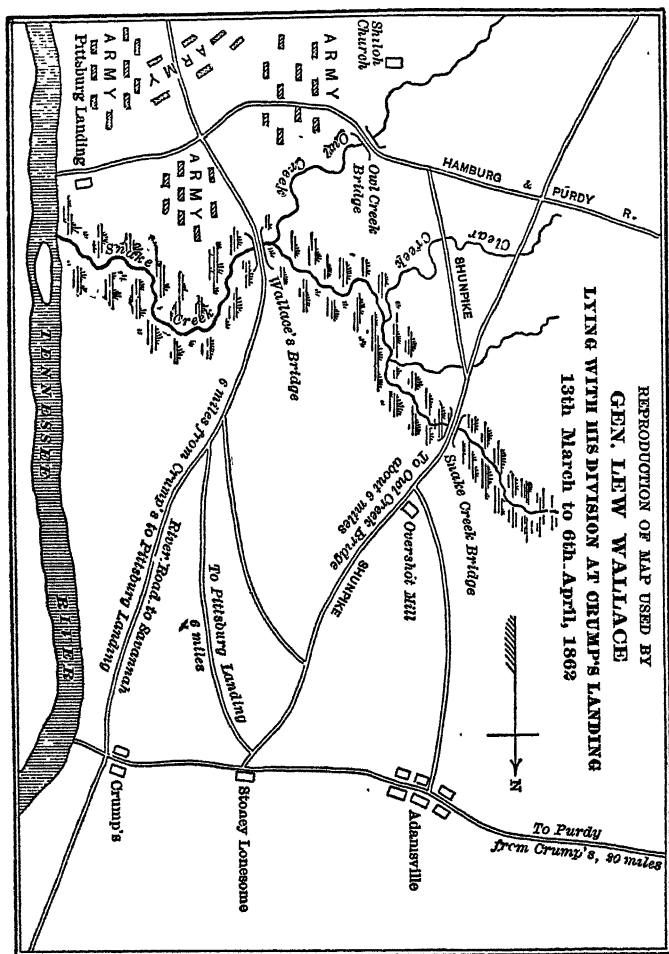 REPRODUCTION OF MAP USED BY
GEN. LEW WALLACE
LYING WITH HIS DIVISION AT CRUMP'S LANDING
13th March to 6th April, 1862
N
To Purdy
from Crump's, 20 miles
Adamsville
Stoney Lonesome
Crump's
HAMBURG & PURDY R.
Shiloh
Church
Owl Creek
Bridge
Owl
Creek
Clear
Creek
SHUNPIKE
Snake Creek Bridge
Overshot Mill
To Owl Creek Bridge
about 6 miles
SHUNPIKE
To Pittsburg Landing
6 miles
Wallace's Bridge
6 miles from Crump's to Pittsburg Landing
River Road to Savannah
Snake
Creek
ARMY
ARMY
ARMY
ARMY
Pittsburg Landing
TENNESSEE
RIVER